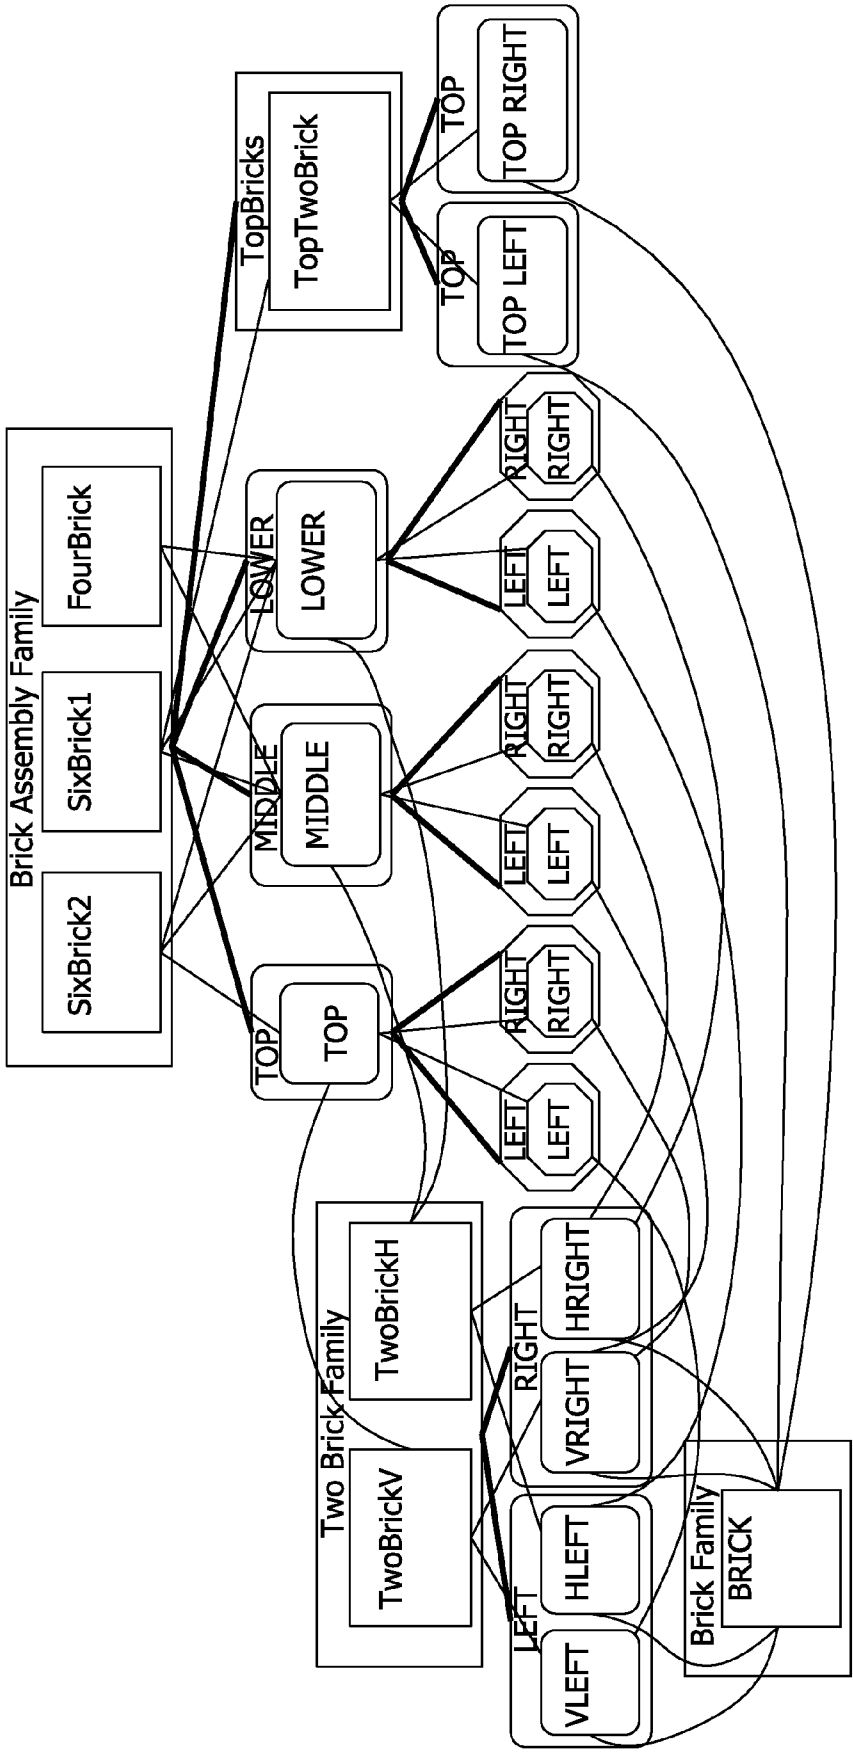 Brick Assembly Family
SixBrick2
SixBrick1
FourBrick
TopBricks
TopTwoBrick
TOP
TOP
MIDDLE
MIDDLE
LOWER
LOWER
TOP
TOP LEFT
TOP
TOP RIGHT
Two Brick Family
TwoBrickV
TwoBrickH
LEFT
LEFT
RIGHT
RIGHT
LEFT
LEFT
RIGHT
RIGHT
LEFT
LEFT
RIGHT
RIGHT
LEFT
VLEFT
HLEFT
RIGHT
VRIGHT
HRIGHT
Brick Family
BRICK